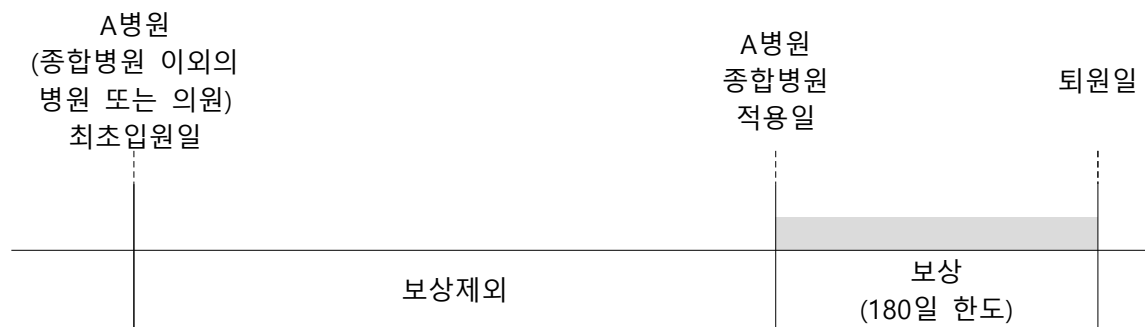 A병원
(종합병원 이외의
병원 또는 의원)
최초입원일
A병원
종합병원
적용일
퇴원일
보상제외
보상
(180일 한도)